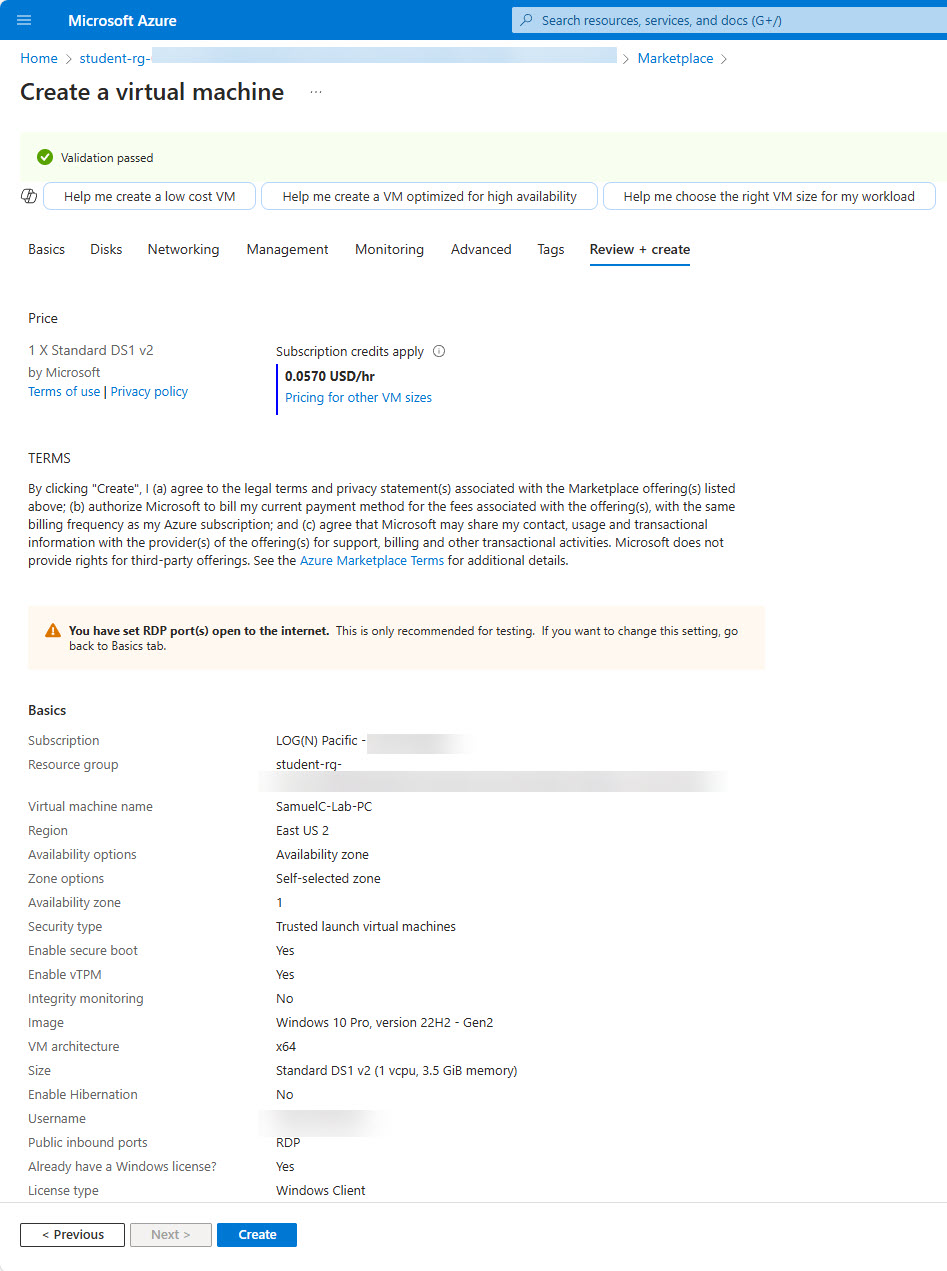 Microsoft Azure
Search resources, services, and docs (G+/)
Home > student-rg- > Marketplace >
Create a virtual machine ...
Validation passed
Help me create a low cost VM
Help me create a VM optimized for high availability
Help me choose the right VM size for my workload
Basics Disks Networking Management Monitoring Advanced Tags Review + create
Price
1 X Standard DS1 v2
by Microsoft
Terms of use | Privacy policy
Subscription credits apply
0.0570 USD/hr
Pricing for other VM sizes
TERMS
By clicking "Create", I (a) agree to the legal terms and privacy statement(s) associated with the Marketplace offering(s) listed
above; (b) authorize Microsoft to bill my current payment method for the fees associated with the offering(s), with the same
billing frequency as my Azure subscription; and (c) agree that Microsoft may share my contact, usage and transactional
information with the provider(s) of the offering(s) for support, billing and other transactional activities. Microsoft does not
provide rights for third-party offerings. See the Azure Marketplace Terms for additional details.
You have set RDP port(s) open to the internet. This is only recommended for testing. If you want to change this setting, go
back to Basics tab.
Basics
Subscription LOG(N) Pacific -
Resource group student-rg-
Virtual machine name SamuelC-Lab-PC
Region East US 2
Availability options Availability zone
Zone options Self-selected zone
Availability zone 1
Security type Trusted launch virtual machines
Enable secure boot Yes
Enable vTPM Yes
Integrity monitoring No
Image Windows 10 Pro, version 22H2 - Gen2
VM architecture x64
Size Standard DS1 v2 (1 vcpu, 3.5 GiB memory)
Enable Hibernation No
Username
Public inbound ports RDP
Already have a Windows license? Yes
License type Windows Client
< Previous
Next >
Create